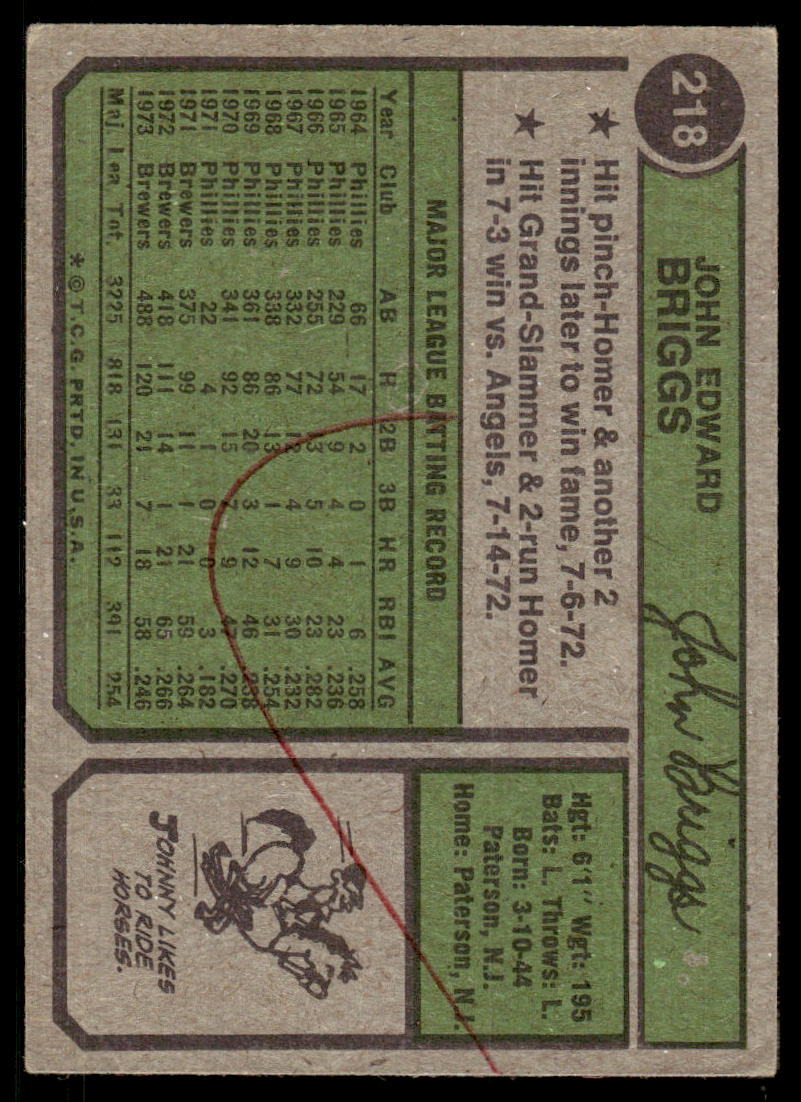 218
JOHN EDWARD
BRIGGS
John Briggs
★ Hit pinch-Homer & another 2
innings later to win fame, 7-6-72.
★ Hit Grand-Slammer & 2-run Homer
in 7-3 win vs. Angels, 7-14-72.
Hgt: 6'1" Wgt: 195
Bats: L. Throws: L.
Born: 3-10-44
Paterson, N.J.
Home: Paterson, N.J.
MAJOR LEAGUE BATTING RECORD
Year Club AB H 2B 3B HR RBI AVG
1964 Phillies 66 17 2 0 1 6 .258
1965 Phillies 229 54 9 4 4 23 .236
1966 Phillies 255 72 13 5 10 23 .282
1967 Phillies 332 77 12 4 9 30 .232
1968 Phillies 338 86 13 1 7 31 .254
1969 Phillies 361 86 20 3 12 46 .238
1970 Phillies 341 92 15 7 9 47 .270
1971 Phillies 22 4 1 0 0 3 .182
1971 Brewers 375 99 11 1 21 59 .264
1972 Brewers 418 111 14 1 21 65 .266
1973 Brewers 488 120 21 7 18 58 .246
Maj. Lea. Tot. 3225 818 131 33 112 391 .254
* © T.C.G. PRTD. IN U.S.A.
JOHNNY LIKES
TO RIDE
HORSES.